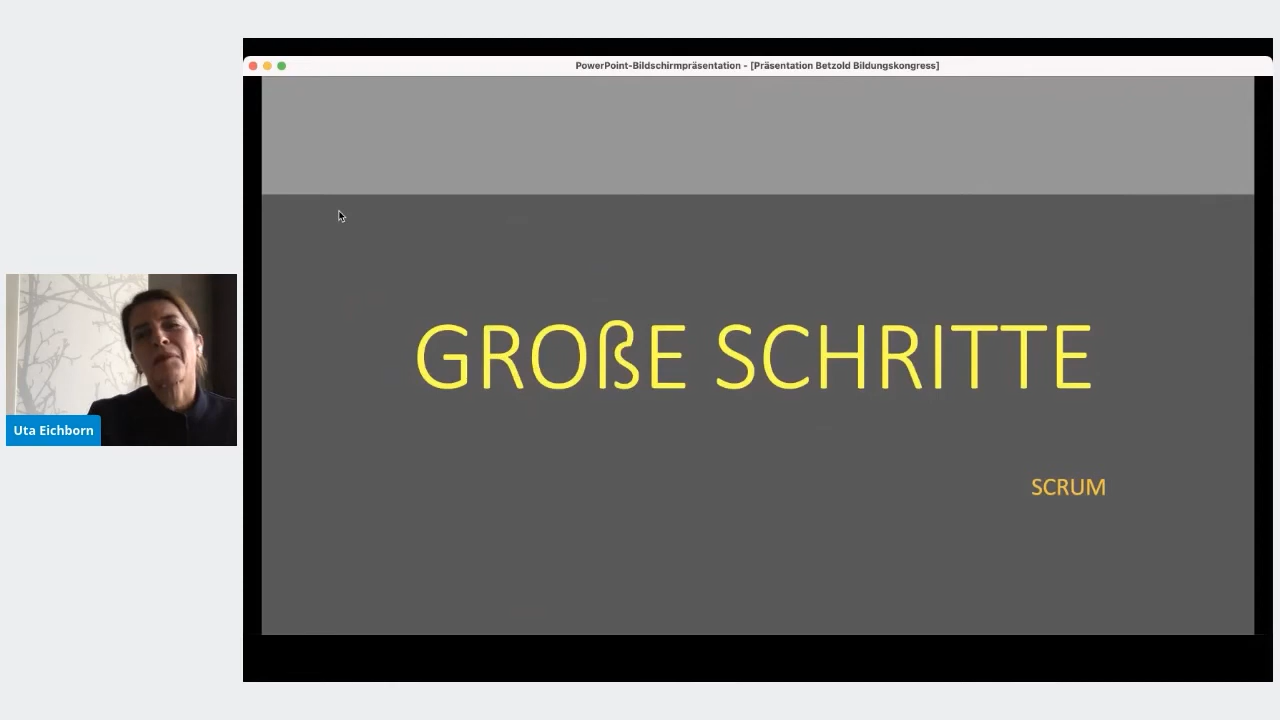 PowerPoint-Bildschirmpräsentation - [Präsentation Betzold Bildungskongress]
GROßE SCHRITTE
SCRUM
Uta Eichborn